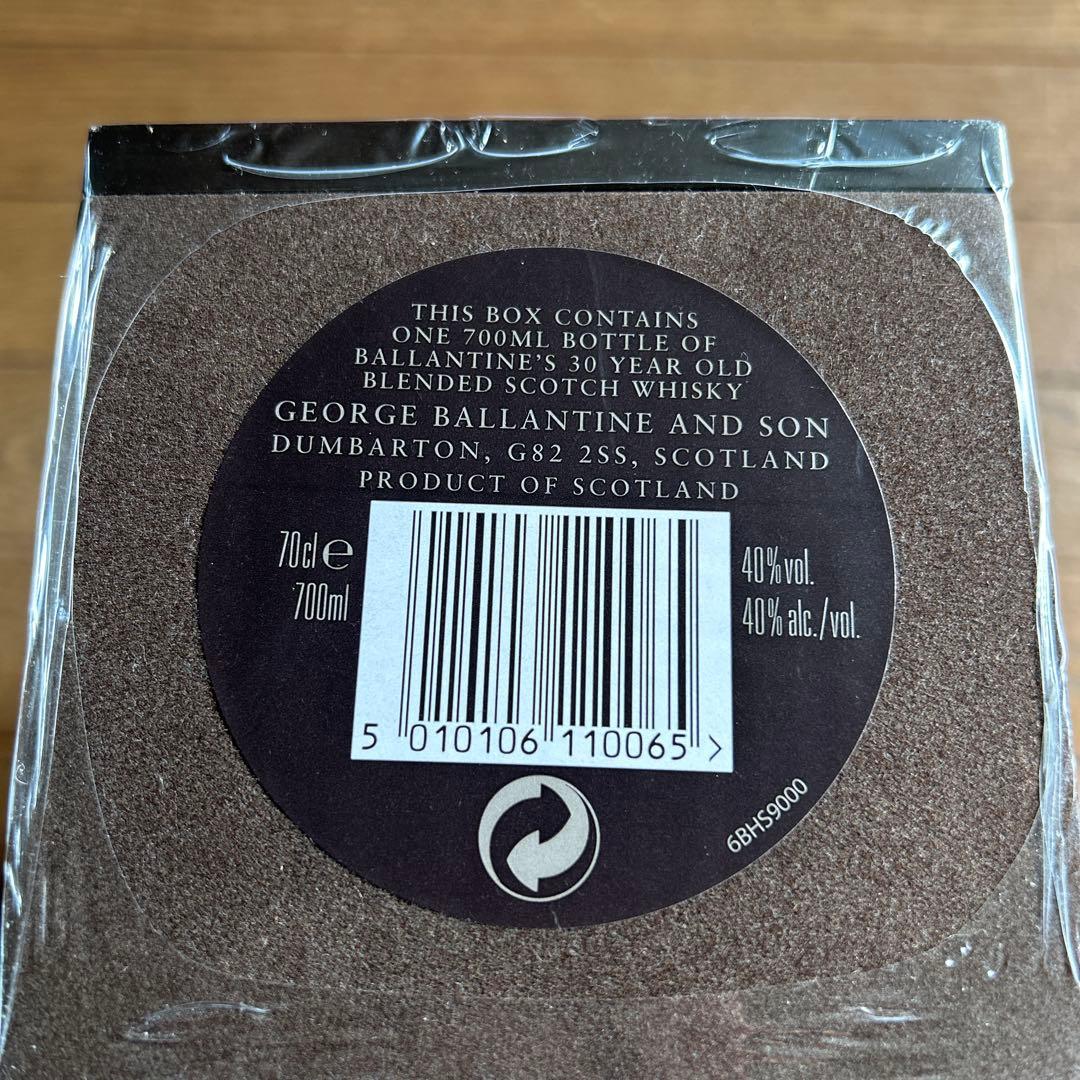 THIS BOX CONTAINS
ONE 700ML BOTTLE OF
BALLANTINE'S 30 YEAR OLD
BLENDED SCOTCH WHISKY
GEORGE BALLANTINE AND SON
DUMBARTON, G82 2SS, SCOTLAND
PRODUCT OF SCOTLAND
70cl e
700ml
40%vol.
40% alc./vol.
5 010106 110065 >
6BHS9000